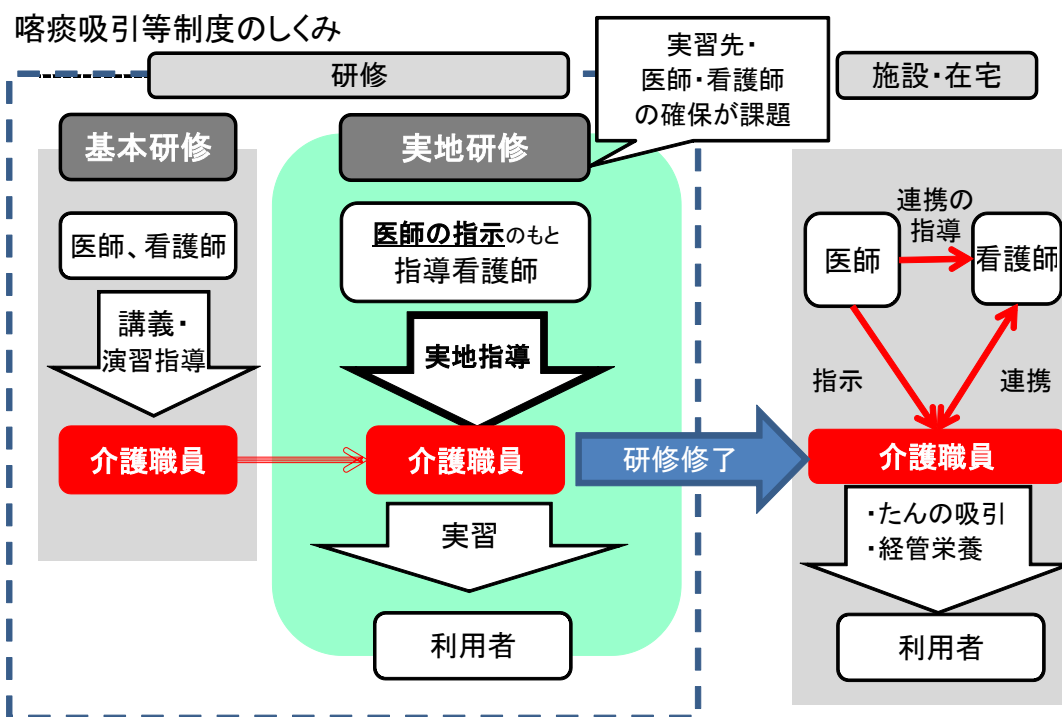 喀痰吸引等制度のしくみ
研修
実習先・
医師・看護師
の確保が課題
施設・在宅
基本研修
医師、看護師
講義・
演習指導
介護職員
実地研修
医師の指示のもと
指導看護師
実地指導
介護職員
実習
利用者
研修修了
医師
連携の
指導
看護師
指示
連携
介護職員
・たんの吸引
・経管栄養
利用者